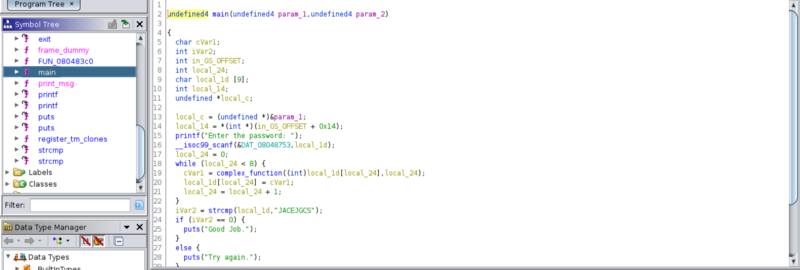 Program Tree ×
Symbol Tree
exit
frame_dummy
FUN_080483c0
main
print_msg
printf
printf
puts
puts
register_tm_clones
strcmp
strcmp
Labels
Classes
Filter:
Data Type Manager
Data Types
BuiltInTypes
1
2 undefined4 main(undefined4 param_1,undefined4 param_2)
3
4 {
5 char cVar1;
6 int iVar2;
7 int in_GS_OFFSET;
8 int local_24;
9 char local_1d [9];
10 int local_14;
11 undefined *local_c;
12
13 local_c = (undefined *)&param_1;
14 local_14 = *(int *)(in_GS_OFFSET + 0x14);
15 printf("Enter the password: ");
16 __isoc99_scanf(&DAT_08048753,local_1d);
17 local_24 = 0;
18 while (local_24 < 8) {
19 cVar1 = complex_function((int)local_1d[local_24],local_24);
20 local_1d[local_24] = cVar1;
21 local_24 = local_24 + 1;
22 }
23 iVar2 = strcmp(local_1d,"JACEJGCS");
24 if (iVar2 == 0) {
25 puts("Good Job.");
26 }
27 else {
28 puts("Try again.");
29 }